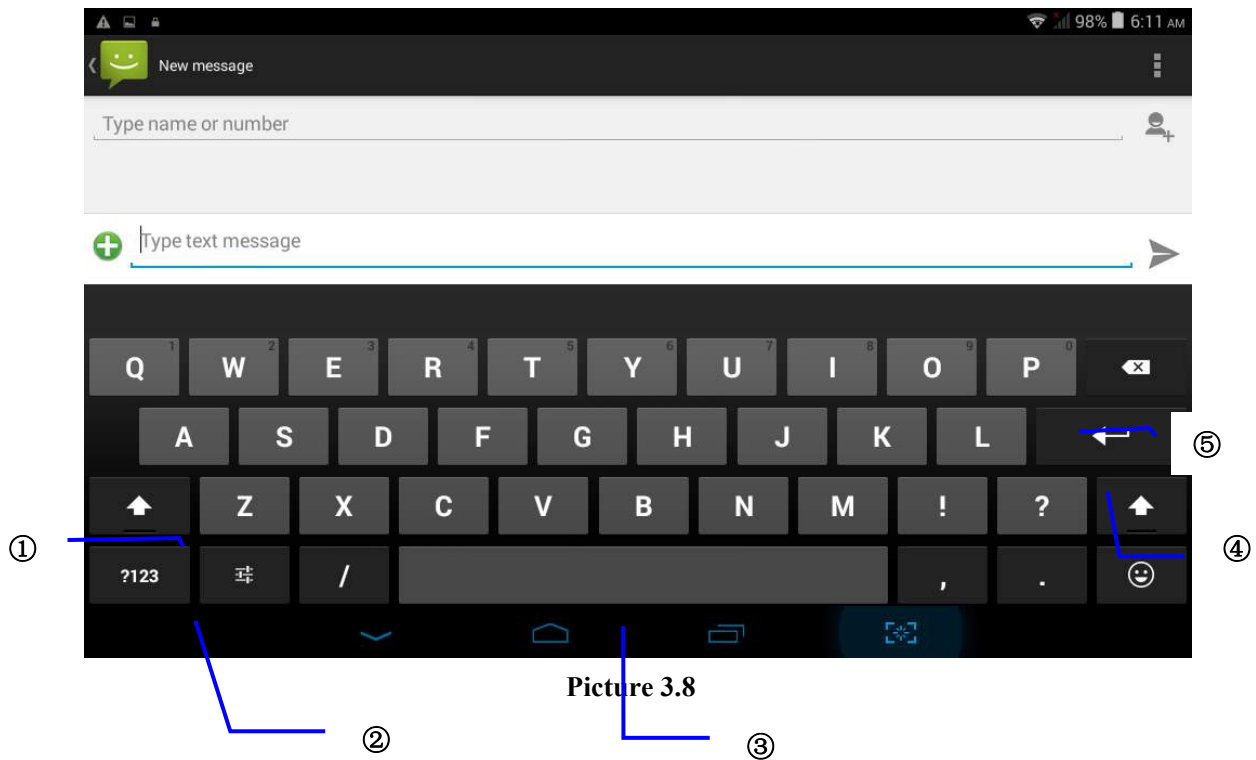 98% 6:11 AM
New message
Type name or number
Type text message
1 2 3 4 5 6 7 8 9 0
Q W E R T Y U I O P
A S D F G H J K L
⑤
Z X C V B N M ! ?
①
④
?123 / , .
Picture 3.8
② ③